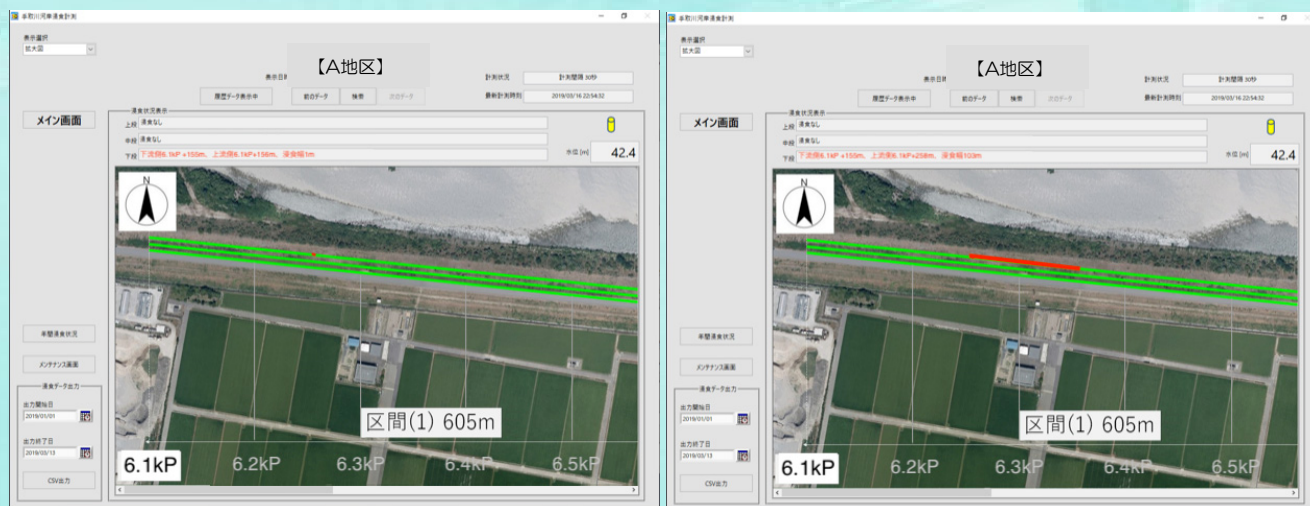 手取川河岸浸食計測
表示選択
拡大図
表示日時
【A地区】
計測状況
計測間隔 30秒
履歴データ表示中
前のデータ
検索
次のデータ
最新計測時刻
2019/03/16 22:54:32
メイン画面
浸食状況表示
上段 浸食なし
中段 浸食なし
下段 下流側6.1kP +155m、上流側6.1kP+156m、浸食幅1m
水位 [m] 42.4
N
年間浸食状況
メンテナンス画面
浸食データ出力
出力開始日
2019/01/01
出力終了日
2019/03/13
CSV出力
区間(1) 605m
6.1kP 6.2kP 6.3kP 6.4kP 6.5kP
手取川河岸浸食計測
表示選択
拡大図
表示日時
【A地区】
計測状況
計測間隔 30秒
履歴データ表示中
前のデータ
検索
次のデータ
最新計測時刻
2019/03/16 22:54:32
メイン画面
浸食状況表示
上段 浸食なし
中段 浸食なし
下段 下流側6.1kP +155m、上流側6.1kP+258m、浸食幅103m
水位 [m] 42.4
N
年間浸食状況
メンテナンス画面
浸食データ出力
出力開始日
2019/01/01
出力終了日
2019/03/13
CSV出力
区間(1) 605m
6.1kP 6.2kP 6.3kP 6.4kP 6.5kP